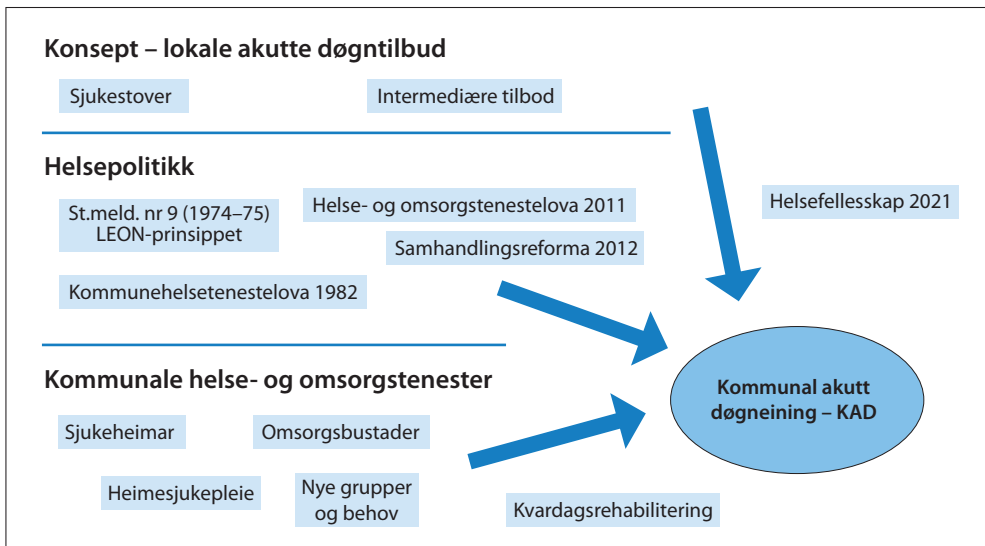 Konsept – lokale akutte døgntilbud
Sjukestover
Intermediære tilbod
Helsepolitikk
St.meld. nr 9 (1974–75)
LEON-prinsippet
Helse- og omsorgstenestelova 2011
Samhandlingsreforma 2012
Helsefellesskap 2021
Kommunehelsetenestelova 1982
Kommunale helse- og omsorgstenester
Sjukeheimar
Omsorgsbustader
Heimesjukepleie
Nye grupper
og behov
Kvardagsrehabilitering
Kommunal akutt
døgneining – KAD